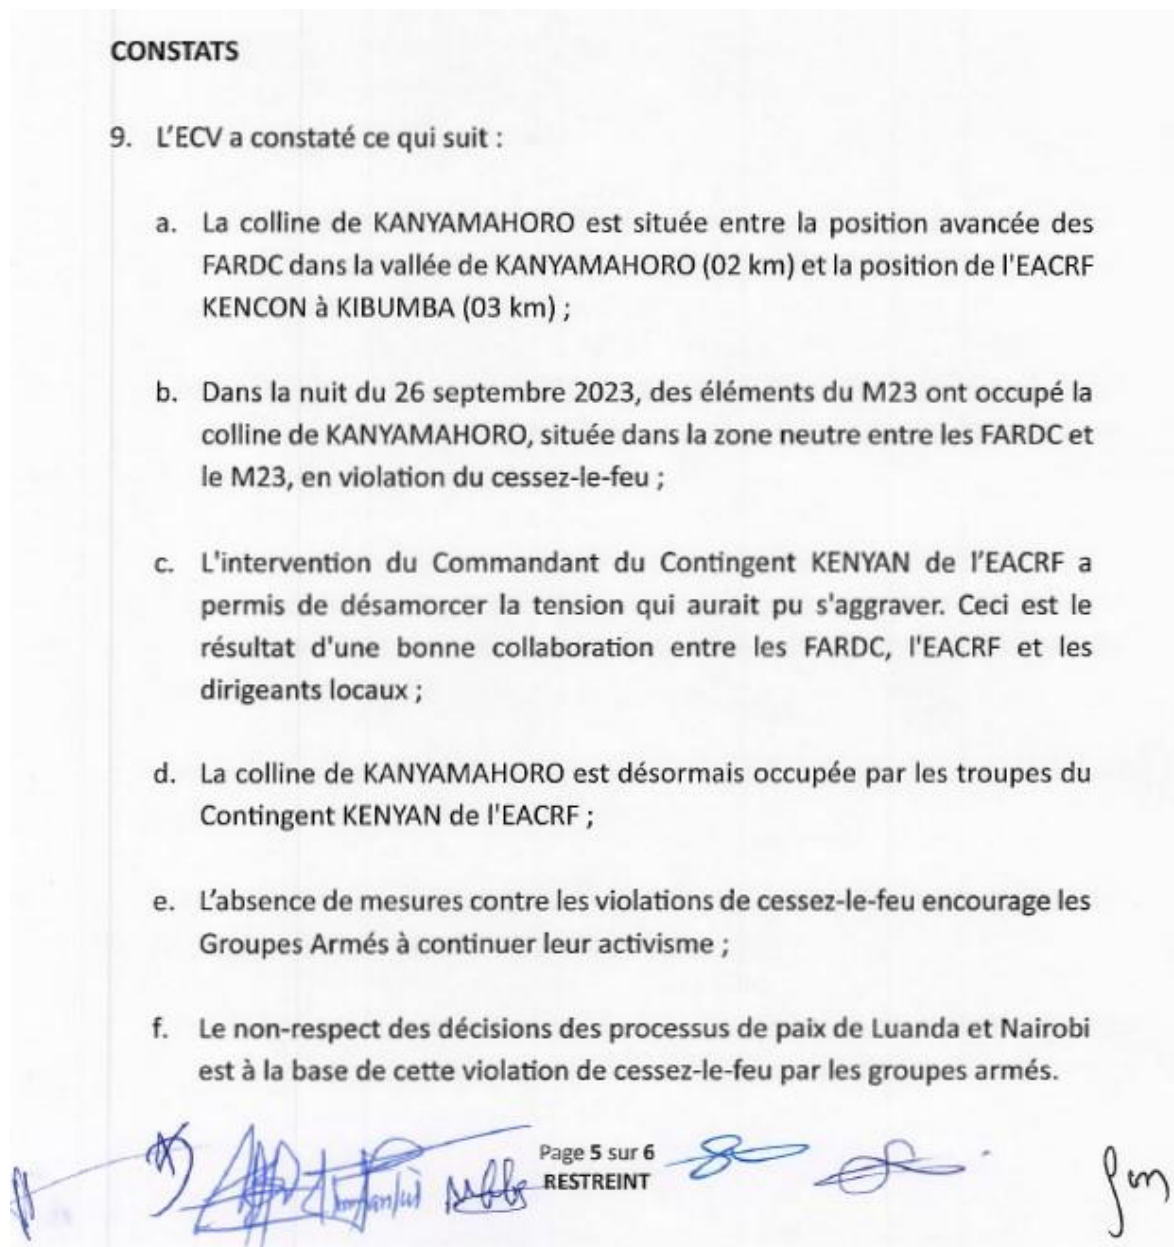 CONSTATS
9. L’ECV a constaté ce qui suit :
a. La colline de KANYAMAHORO est située entre la position avancée des
FARDC dans la vallée de KANYAMAHORO (02 km) et la position de l'EACRF
KENCON à KIBUMBA (03 km) ;
b. Dans la nuit du 26 septembre 2023, des éléments du M23 ont occupé la
colline de KANYAMAHORO, située dans la zone neutre entre les FARDC et
le M23, en violation du cessez-le-feu ;
c. L'intervention du Commandant du Contingent KENYAN de l’EACRF a
permis de désamorcer la tension qui aurait pu s'aggraver. Ceci est le
résultat d'une bonne collaboration entre les FARDC, l'EACRF et les
dirigeants locaux ;
d. La colline de KANYAMAHORO est désormais occupée par les troupes du
Contingent KENYAN de l'EACRF ;
e. L’absence de mesures contre les violations de cessez-le-feu encourage les
Groupes Armés à continuer leur activisme ;
f. Le non-respect des décisions des processus de paix de Luanda et Nairobi
est à la base de cette violation de cessez-le-feu par les groupes armés.
Page 5 sur 6
RESTREINT